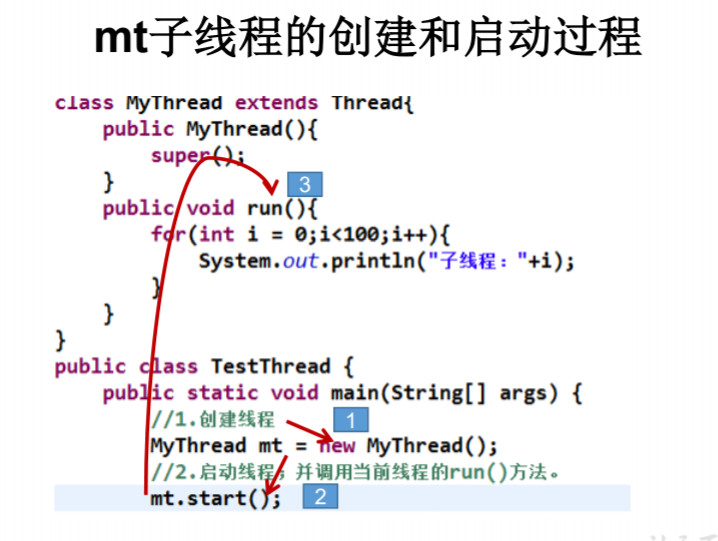 mt子线程的创建和启动过程
class MyThread extends Thread{
public MyThread(){
super();
}
3
public void run(){
for(int i = 0;i<100;i++){
System.out.println("子线程："+i);
}
}
}
public class TestThread {
public static void main(String[] args) {
//1.创建线程 1
MyThread mt = new MyThread();
//2.启动线程；并调用当前线程的run()方法。
mt.start(); 2